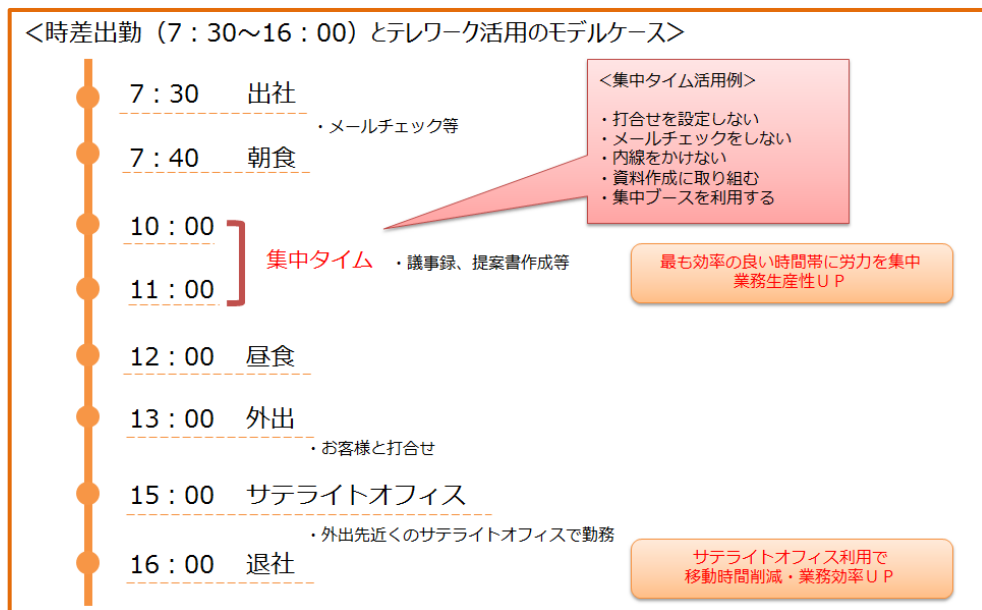 <時差出勤（7：30～16：00）とテレワーク活用のモデルケース>
7：30 出社
・メールチェック等
7：40 朝食
<集中タイム活用例>
・打合せを設定しない
・メールチェックをしない
・内線をかけない
・資料作成に取り組む
・集中ブースを利用する
10：00
集中タイム ・議事録、提案書作成等
11：00
最も効率の良い時間帯に労力を集中
業務生産性ＵＰ
12：00 昼食
13：00 外出
・お客様と打合せ
15：00 サテライトオフィス
・外出先近くのサテライトオフィスで勤務
16：00 退社
サテライトオフィス利用で
移動時間削減・業務効率ＵＰ